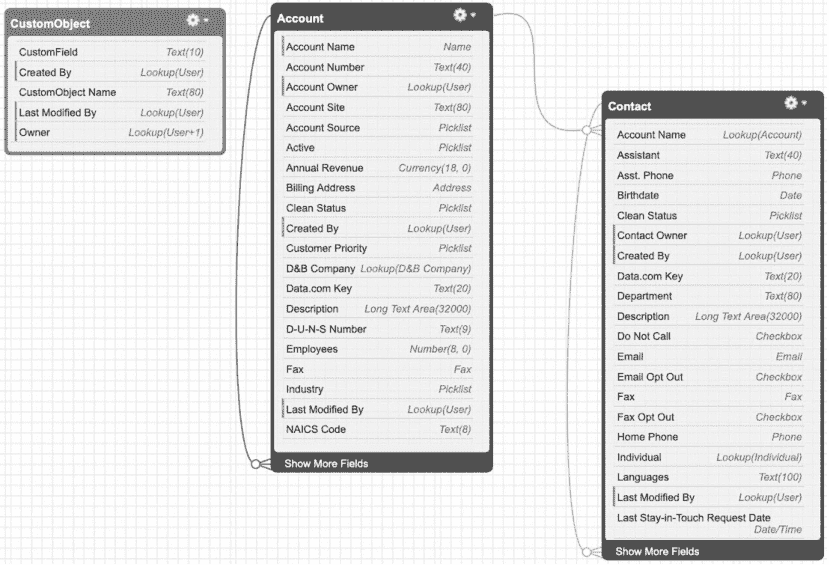 CustomObject
CustomField Text(10)
Created By Lookup(User)
CustomObject Name Text(80)
Last Modified By Lookup(User)
Owner Lookup(User+1)
Account
Account Name Name
Account Number Text(40)
Account Owner Lookup(User)
Account Site Text(80)
Account Source Picklist
Active Picklist
Annual Revenue Currency(18, 0)
Billing Address Address
Clean Status Picklist
Created By Lookup(User)
Customer Priority Picklist
D&B Company Lookup(D&B Company)
Data.com Key Text(20)
Description Long Text Area(32000)
D-U-N-S Number Text(9)
Employees Number(8, 0)
Fax Fax
Industry Picklist
Last Modified By Lookup(User)
NAICS Code Text(8)
Show More Fields
Contact
Account Name Lookup(Account)
Assistant Text(40)
Asst. Phone Phone
Birthdate Date
Clean Status Picklist
Contact Owner Lookup(User)
Created By Lookup(User)
Data.com Key Text(20)
Department Text(80)
Description Long Text Area(32000)
Do Not Call Checkbox
Email Email
Email Opt Out Checkbox
Fax Fax
Fax Opt Out Checkbox
Home Phone Phone
Individual Lookup(Individual)
Languages Text(100)
Last Modified By Lookup(User)
Last Stay-in-Touch Request Date
Date/Time
Show More Fields